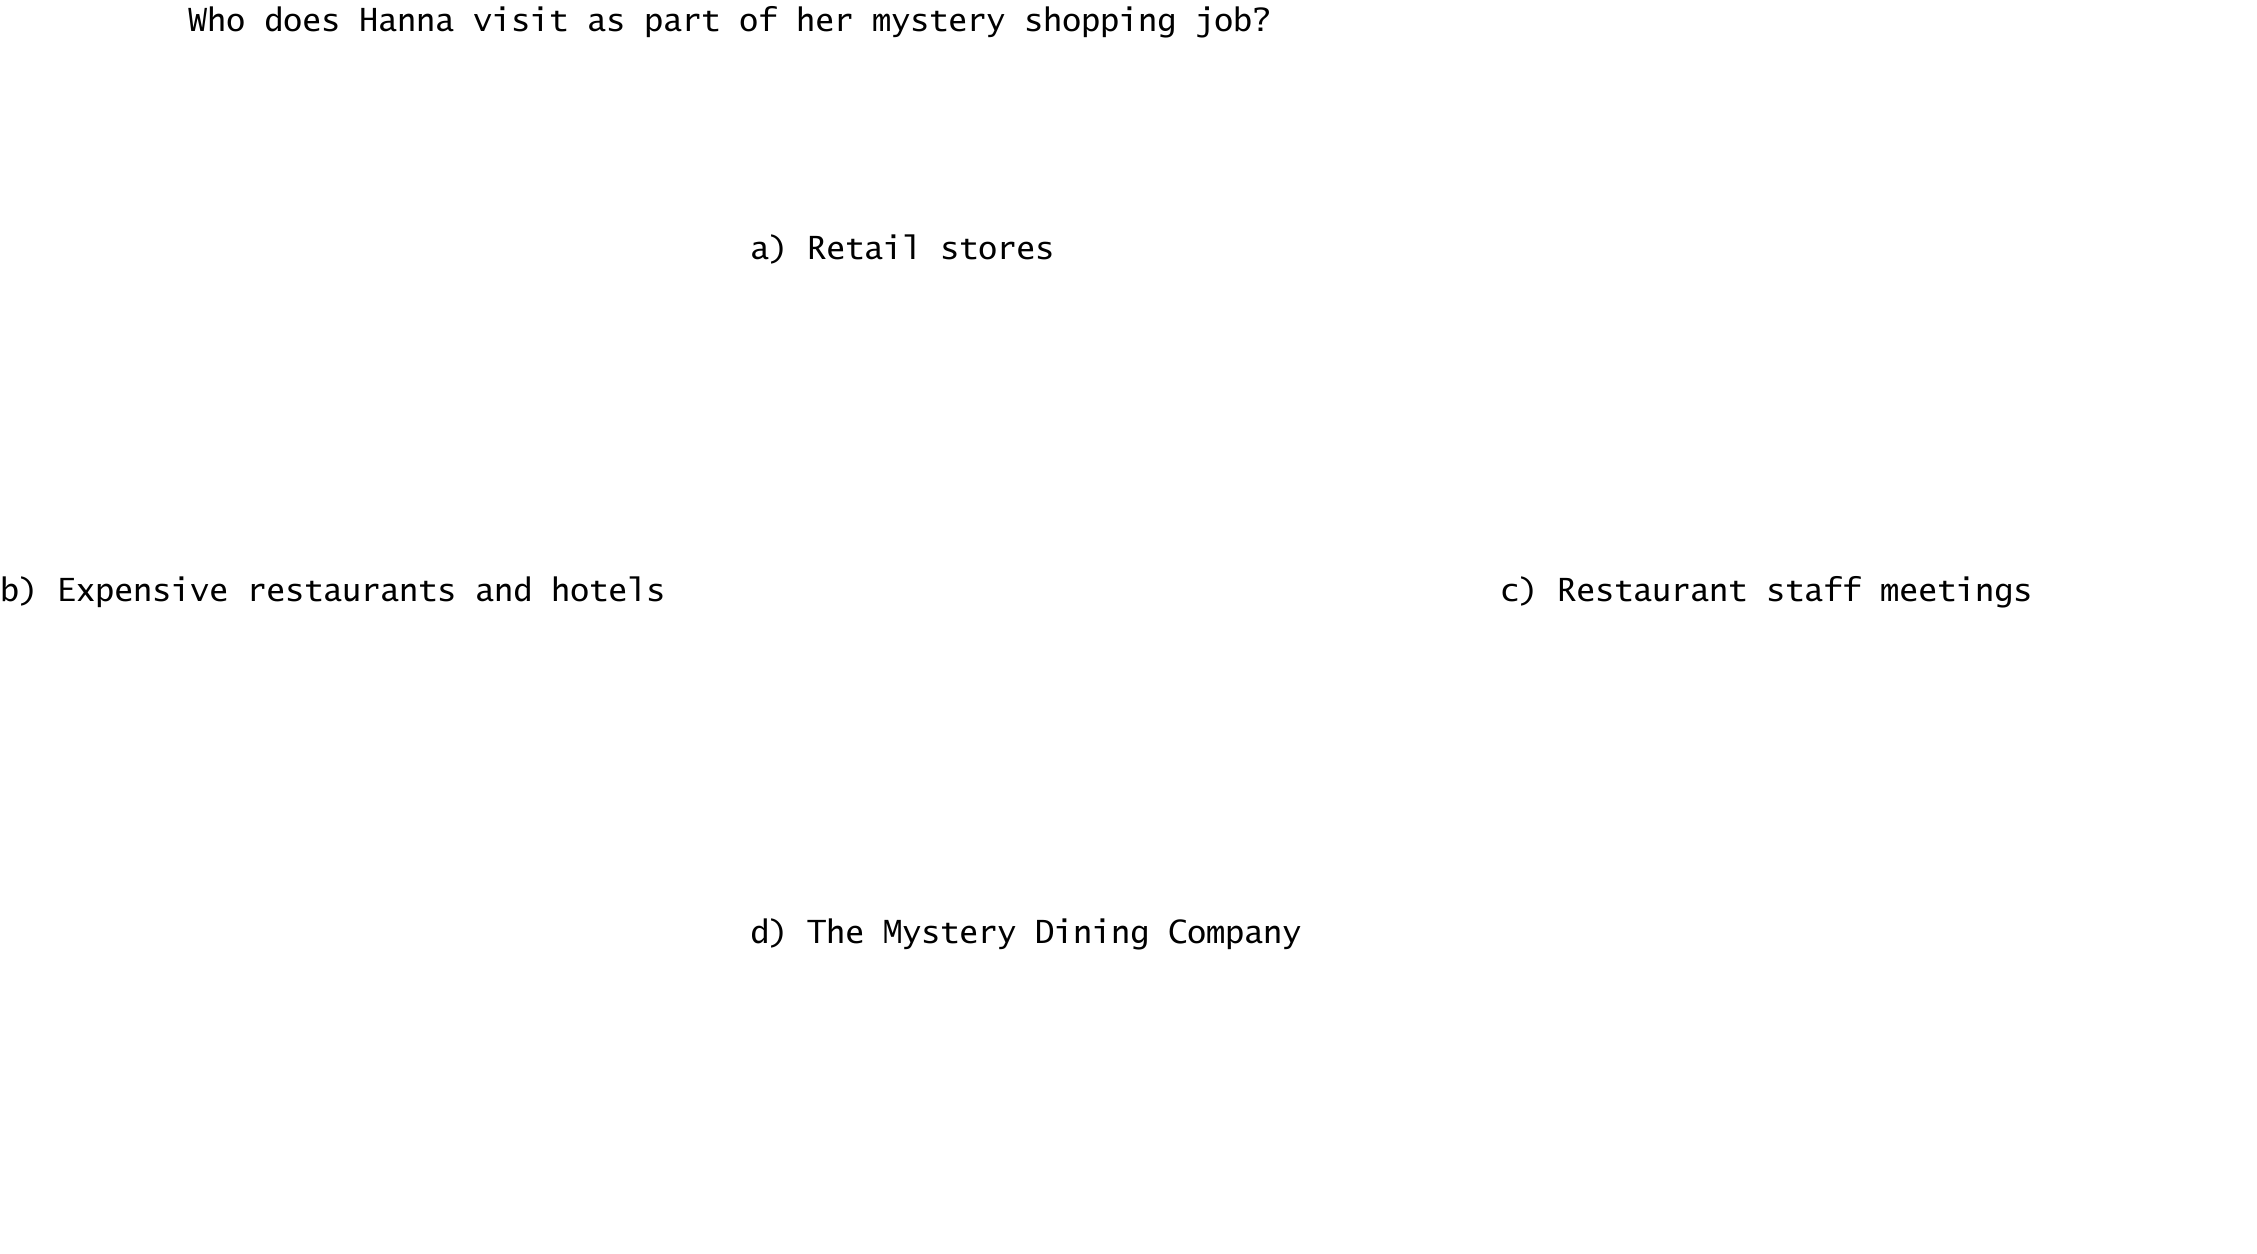 Who does Hanna visit as part of her mystery shopping job?
a) Retail stores
b) Expensive restaurants and hotels
c) Restaurant staff meetings
d) The Mystery Dining Company